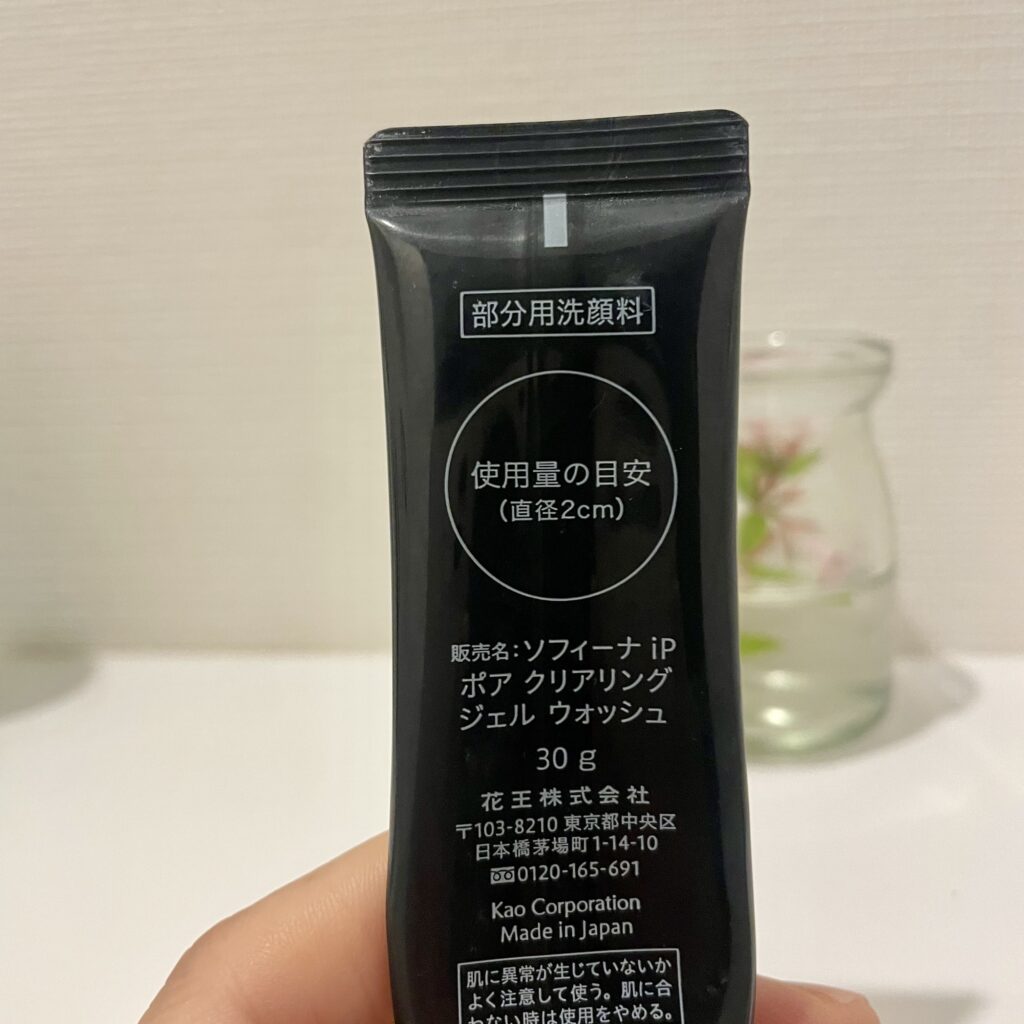 部分用洗顔料
使用量の目安
(直径2cm)
販売名:ソフィーナ iP
ポア クリアリング
ジェル ウォッシュ
30 g
花王株式会社
〒103-8210 東京都中央区
日本橋茅場町1-14-10
0120-165-691
Kao Corporation
Made in Japan
肌に異常が生じていないか
よく注意して使う。肌に合
わない時は使用をやめる。